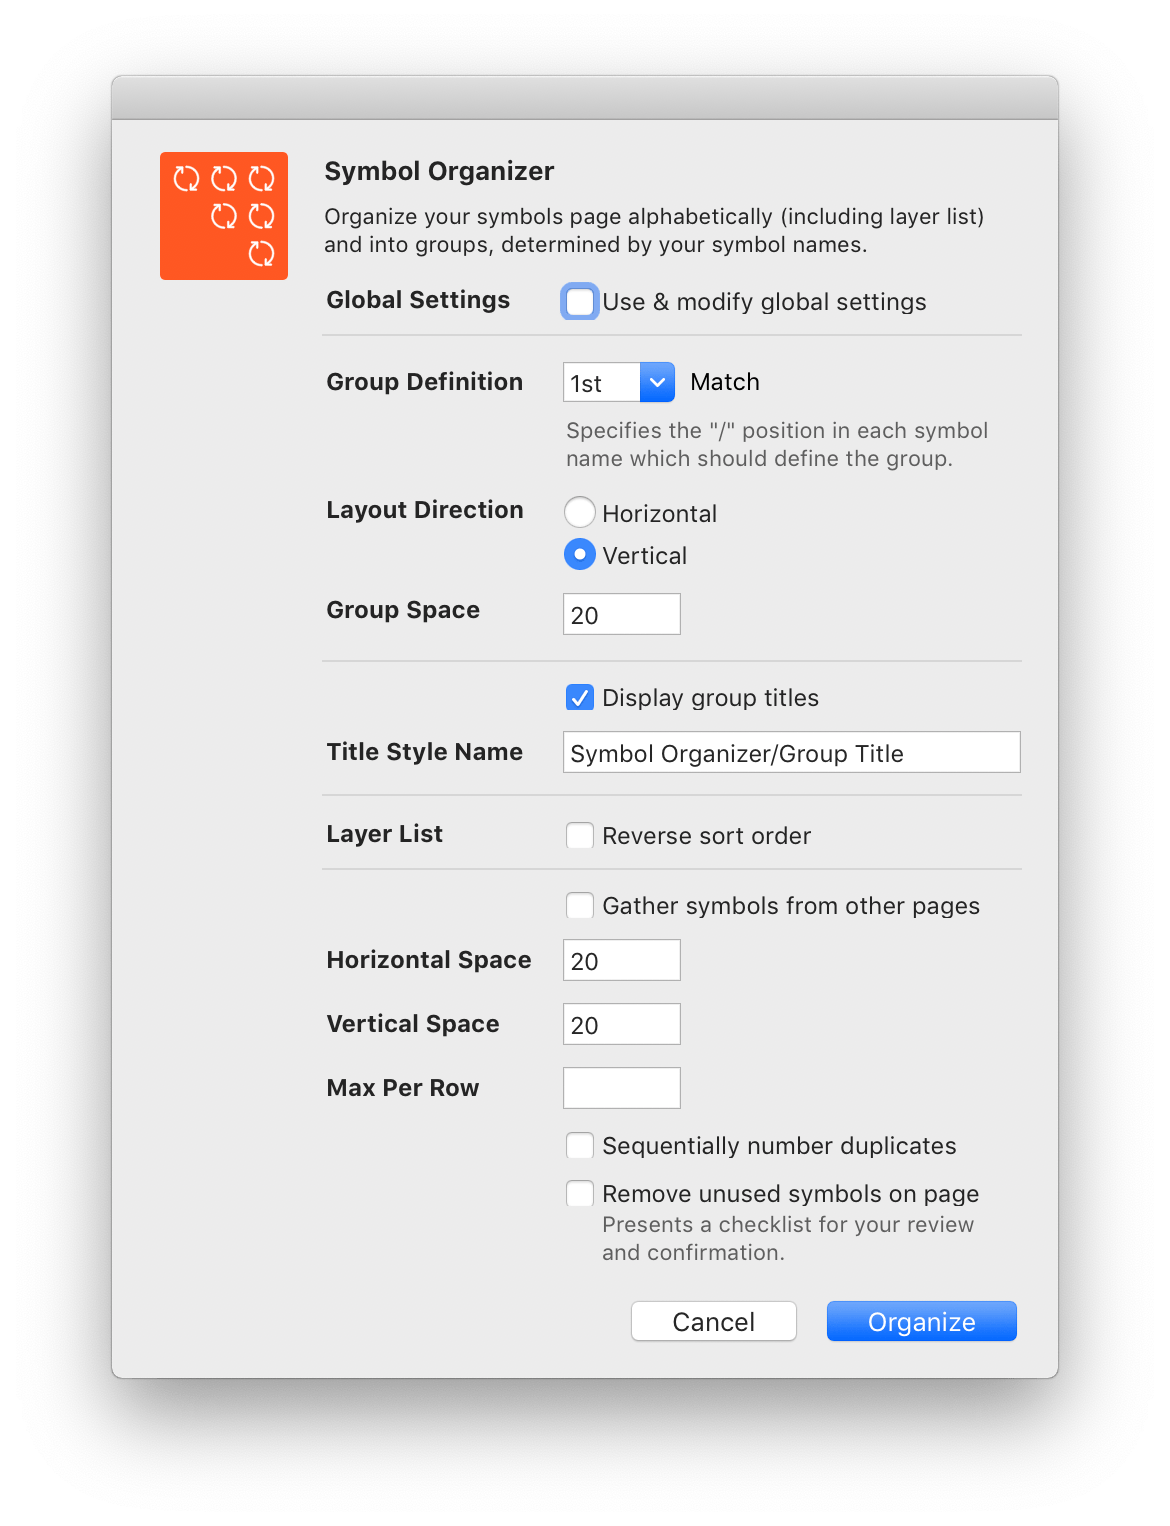 Symbol Organizer
Organize your symbols page alphabetically (including layer list)
and into groups, determined by your symbol names.
Global Settings Use & modify global settings
Group Definition 1st Match
Specifies the "/" position in each symbol
name which should define the group.
Layout Direction Horizontal
Vertical
Group Space 20
Display group titles
Title Style Name Symbol Organizer/Group Title
Layer List Reverse sort order
Gather symbols from other pages
Horizontal Space 20
Vertical Space 20
Max Per Row
Sequentially number duplicates
Remove unused symbols on page
Presents a checklist for your review
and confirmation.
Cancel Organize